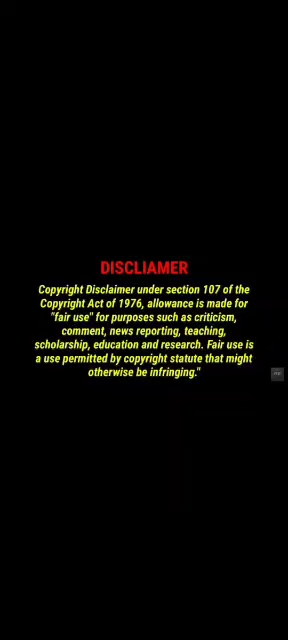 DISCLIAMER
Copyright Disclaimer under section 107 of the
Copyright Act of 1976, allowance is made for
"fair use" for purposes such as criticism,
comment, news reporting, teaching,
scholarship, education and research. Fair use is
a use permitted by copyright statute that might
otherwise be infringing."